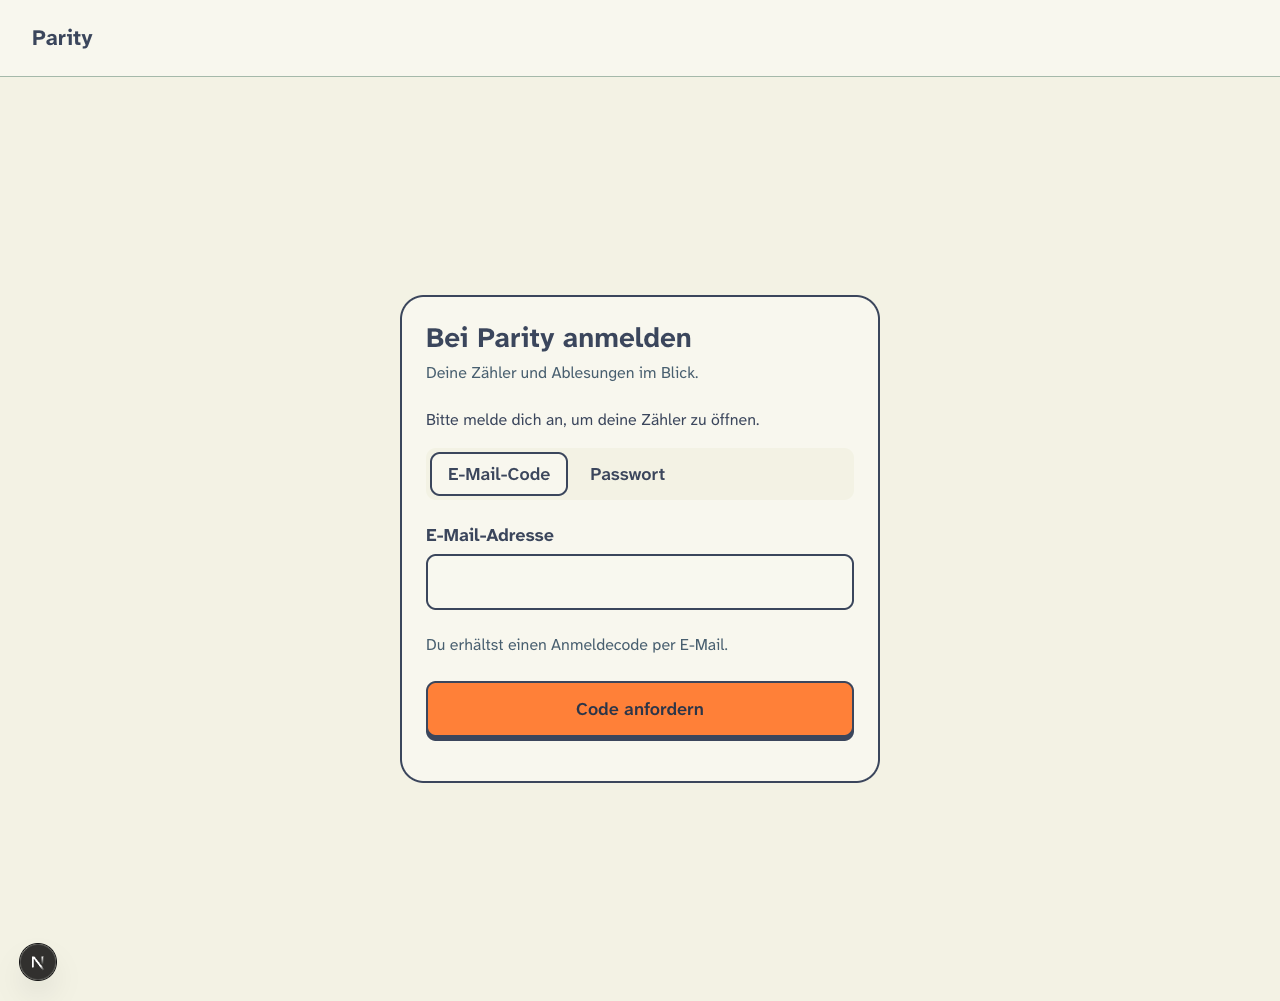 Parity
Bei Parity anmelden
Deine Zähler und Ablesungen im Blick.
Bitte melde dich an, um deine Zähler zu öffnen.
E-Mail-Code Passwort
E-Mail-Adresse
Du erhältst einen Anmeldecode per E-Mail.
Code anfordern
N